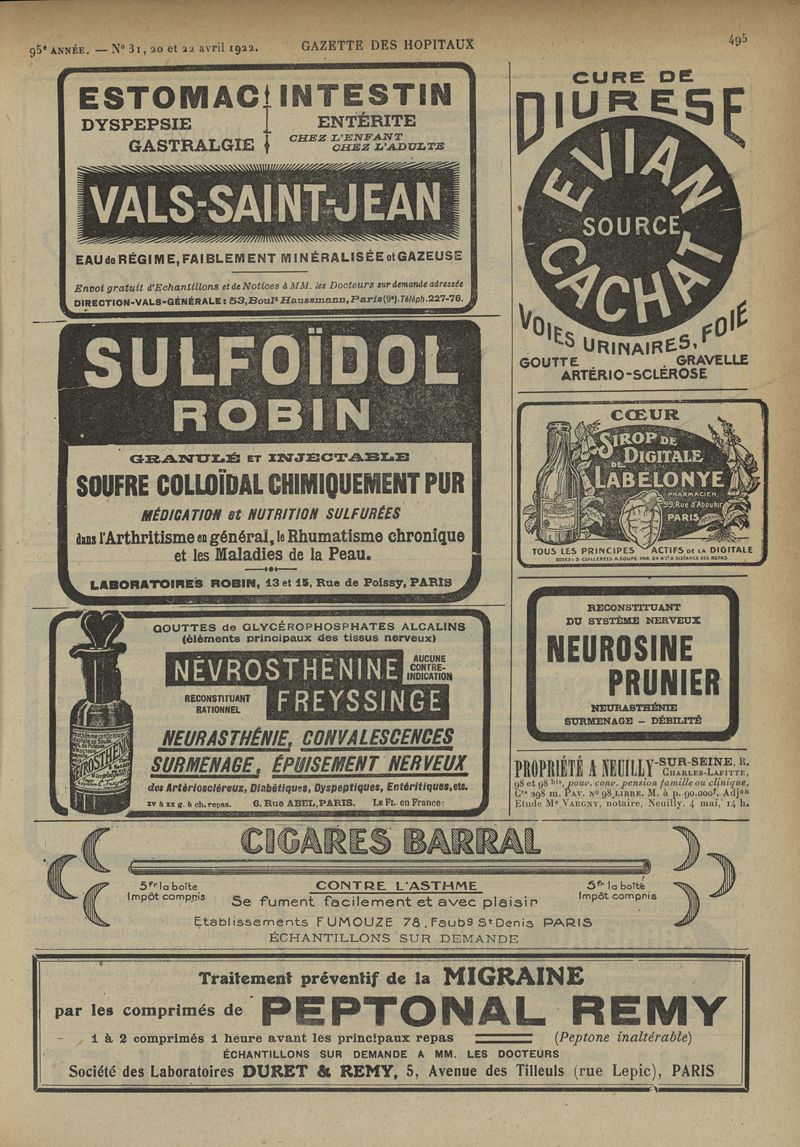 95e ANNÉE. — No 31, 20 et 22 avril 1922.
GAZETTE DES HOPITAUX
495
ESTOMAC INTESTIN
DYSPEPSIE
GASTRALGIE
ENTÉRITE
CHEZ L'ENFANT
CHEZ L'ADULTE
VALS-SAINT-JEAN
EAU de RÉGIME, FAIBLEMENT MINÉRALISÉE et GAZEUSE
Envoi gratuit d'Echantillons et de Notices à MM. les Docteurs sur demande adressée
DIRECTION-VALS-GÉNÉRALE: 53, Boult Haussmann, Paris (9e). Téléph. 227-76.
SULFOÏDOL
ROBIN
GRANULÉ ET INJECTABLE
SOUFRE COLLOÏDAL CHIMIQUEMENT PUR
MÉDICATION et NUTRITION SULFURÉES
dans l'Arthritisme en général, le Rhumatisme chronique
et les Maladies de la Peau.
LABORATOIRES ROBIN, 13 et 15, Rue de Poissy, PARIS
GOUTTES de GLYCÉROPHOSPHATES ALCALINS
(éléments principaux des tissus nerveux)
NÉVROSTHÉNINE
AUCUNE
CONTRE-
INDICATION
RECONSTITUANT
RATIONNEL
FREYSSINGE
NEURASTHÉNIE, CONVALESCENCES
SURMENAGE, ÉPUISEMENT NERVEUX
des Artérioscléreux, Diabétiques, Dyspeptiques, Entéritiques, etc.
XV à XX g. à ch. repas. 6. Rue ABEL, PARIS. Le Fl. en France:
CURE DE
DIURESE
EVIAN
SOURCE
CACHAT
VOIES URINAIRES, FOIE
GOUTTE GRAVELLE
ARTÉRIO-SCLÉROSE
CŒUR
SIROP DE
DIGITALE
DE
LABELONYE
PHARMACIEN
99, Rue d'Aboukir
PARIS
TOUS LES PRINCIPES ACTIFS DE LA DIGITALE
RECONSTITUANT
DU SYSTÈME NERVEUX
NEUROSINE
PRUNIER
NEURASTHÉNIE
SURMENAGE - DÉBILITÉ
PROPRIÉTÉ A NEUILLY-SUR-SEINE, R.
CHARLES-LAFITTE,
98 et 98 bis, pouv. conv. pension famille ou clinique,
Cce 298 m. PAV. No 98 LIBRE. M. à p. 90.000f. Adjon
Etude Me VARGNY, notaire, Neuilly. 4 mai, 14 h.
CIGARES BARRAL
5fr la boîte
Impôt compris
CONTRE L'ASTHME
Se fument facilement et avec plaisir
5fr la boîte
Impôt compris
Etablissements FUMOUZE 78, Faubg St Denis PARIS
ÉCHANTILLONS SUR DEMANDE
Traitement préventif de la MIGRAINE
par les comprimés de PEPTONAL REMY
1 à 2 comprimés 1 heure avant les principaux repas (Peptone inaltérable)
ÉCHANTILLONS SUR DEMANDE A MM. LES DOCTEURS
Société des Laboratoires DURET & REMY, 5, Avenue des Tilleuls (rue Lepic), PARIS